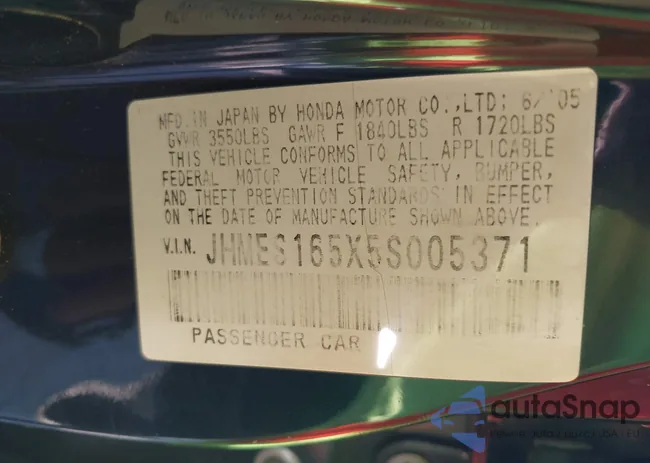 MFD. IN JAPAN BY HONDA MOTOR CO.,LTD; 6/'05
GVWR 3550LBS GAWR F 1840LBS R 1720LBS
THIS VEHICLE CONFORMS TO ALL APPLICABLE
FEDERAL MOTOR VEHICLE SAFETY, BUMPER,
AND THEFT PREVENTION STANDARDS IN EFFECT
ON THE DATE OF MANUFACTURE SHOWN ABOVE.
V.I.N. JHMES165X5S005371
PASSENGER CAR
autoSnap